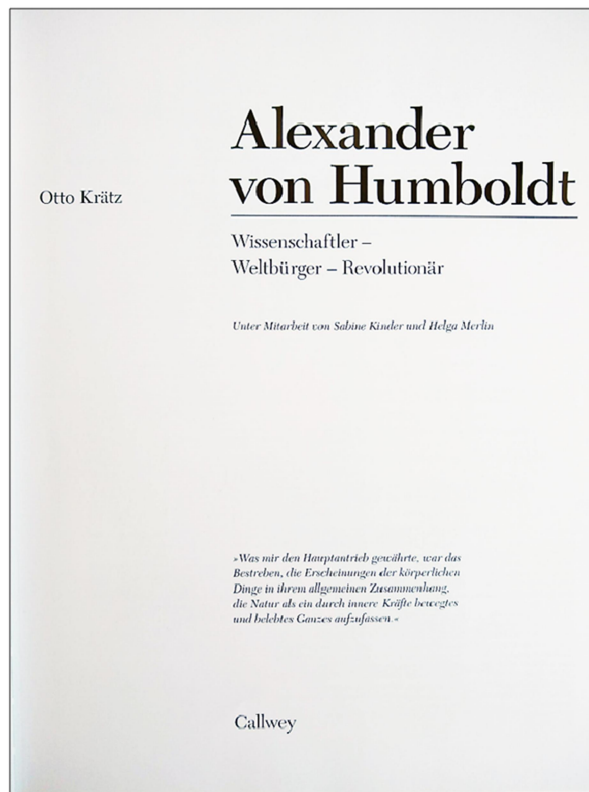 Otto Krätz
Alexander
von Humboldt
Wissenschaftler –
Weltbürger – Revolutionär
Unter Mitarbeit von Sabine Kinder und Helga Merlin
»Was mir den Hauptantrieb gewährte, war das
Bestreben, die Erscheinungen der körperlichen
Dinge in ihrem allgemeinen Zusammenhang,
die Natur als ein durch innere Kräfte bewegtes
und belebtes Ganzes aufzufassen.«
Callwey